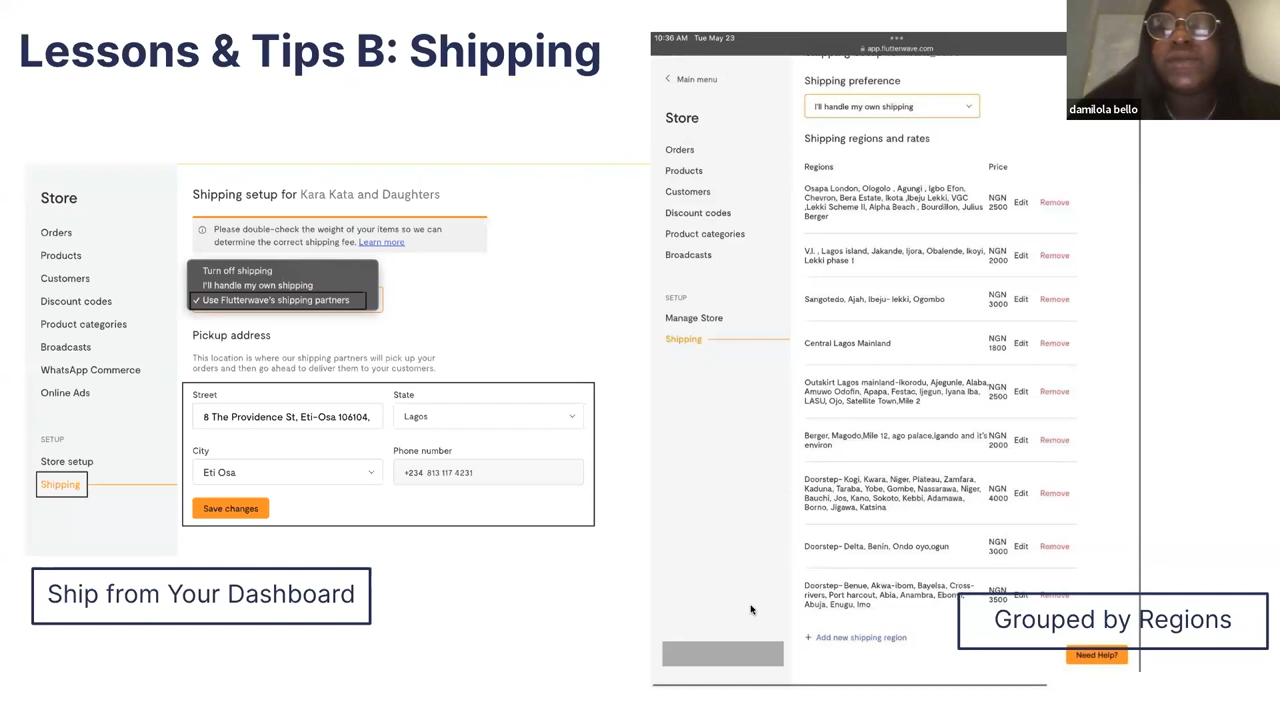 Lessons & Tips B: Shipping
Store
Orders
Products
Customers
Discount codes
Product categories
Broadcasts
WhatsApp Commerce
Online Ads
SETUP
Store setup
Shipping
Shipping setup for Kara Kata and Daughters
Please double-check the weight of your items so we can
determine the correct shipping fee. Learn more
Turn off shipping
I'll handle my own shipping
✓ Use Flutterwave's shipping partners
Pickup address
This location is where our shipping partners will pick up your
orders and then go ahead to deliver them to your customers.
Street
State
8 The Providence St, Eti-Osa 106104,
Lagos
City
Phone number
Eti Osa
+234 813 117 4231
Save changes
Ship from Your Dashboard
10:36 AM Tue May 23
app.flutterwave.com
Main menu
Store
Orders
Products
Customers
Discount codes
Product categories
Broadcasts
SETUP
Manage Store
Shipping
Shipping preference
I'll handle my own shipping
Shipping regions and rates
Regions Price
Osapa London, Ologolo , Agungi , Igbo Efon,
Chevron, Bera Estate, Ikota ,Ibeju Lekki, VGC
,Lekki Scheme II, Alpha Beach , Bourdillon, Julius
Berger
NGN
2500
Edit Remove
V.I. , Lagos island, Jakande, Ijora, Obalende, Ikoyi,
Lekki phase 1
NGN
2000
Edit Remove
Sangotedo, Ajah, Ibeju- lekki, Ogombo
NGN
3000
Edit Remove
Central Lagos Mainland
NGN
1800
Edit Remove
Outskirt Lagos mainland-Ikorodu, Ajegunle, Alaba,
Amuwo Odofin, Apapa, Festac, Ijegun, Iyana Iba,
LASU, Ojo, Satellite Town,Mile 2
NGN
2500
Edit Remove
Berger, Magodo,Mile 12, ago palace,igando and it's
environ
NGN
2000
Edit Remove
Doorstep- Kogi, Kwara, Niger, Plateau, Zamfara,
Kaduna, Taraba, Yobe, Gombe, Nassarawa, Niger,
Bauchi, Jos, Kano, Sokoto, Kebbi, Adamawa,
Borno, Jigawa, Katsina
NGN
4000
Edit Remove
Doorstep- Delta, Benin, Ondo oyo,ogun
NGN
3000
Edit Remove
Doorstep- Benue, Akwa-ibom, Bayelsa, Cross-
rivers, Port harcout, Abia, Anambra,
Abuja, Enugu, Imo
NGN
3500
+ Add new shipping region
Grouped by Regions
Need Help?
damilola bello